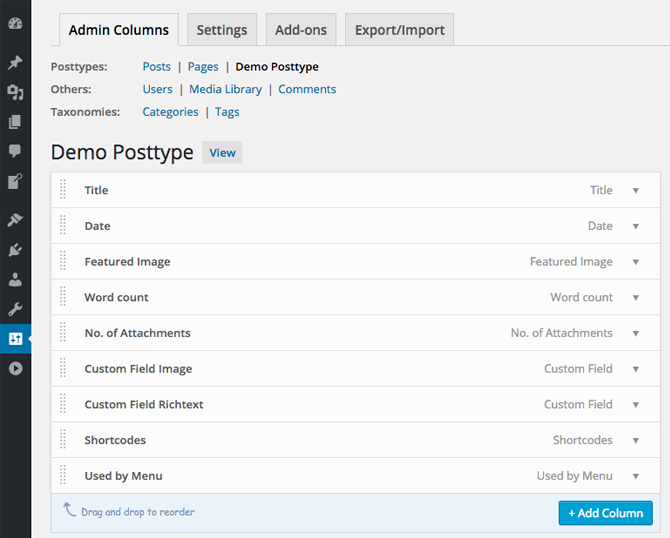 Admin Columns Settings Add-ons Export/Import
Posttypes: Posts | Pages | Demo Posttype
Others: Users | Media Library | Comments
Taxonomies: Categories | Tags
Demo Posttype View
Title Title
Date Date
Featured Image Featured Image
Word count Word count
No. of Attachments No. of Attachments
Custom Field Image Custom Field
Custom Field Richtext Custom Field
Shortcodes Shortcodes
Used by Menu Used by Menu
Drag and drop to reorder + Add Column